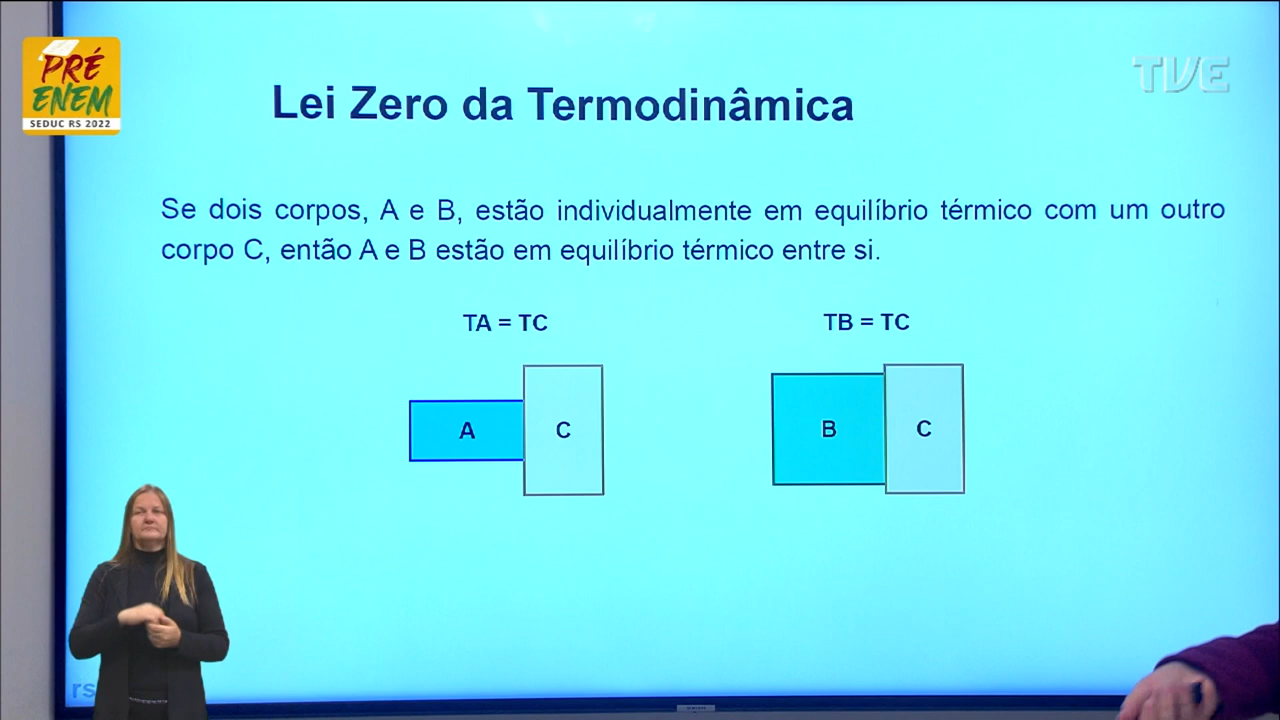 PRÉ
ENEM
SEDUC RS 2022
TVE
Lei Zero da Termodinâmica
Se dois corpos, A e B, estão individualmente em equilíbrio térmico com um outro
corpo C, então A e B estão em equilíbrio térmico entre si.
TA = TC
TB = TC
A
C
B
C
rs